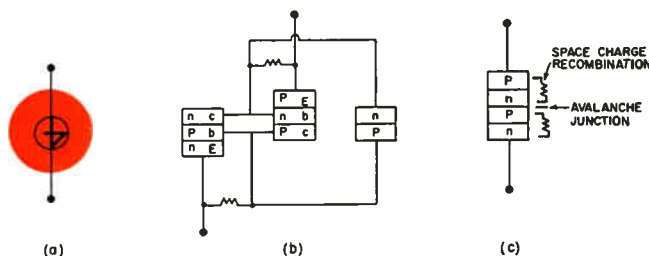 SPACE CHARGE
RECOMBINATION
P
E
n c
n b
n
P
P b
P c
P
n
AVALANCHE
JUNCTION
n E
P
n
(a)
(b)
(c)